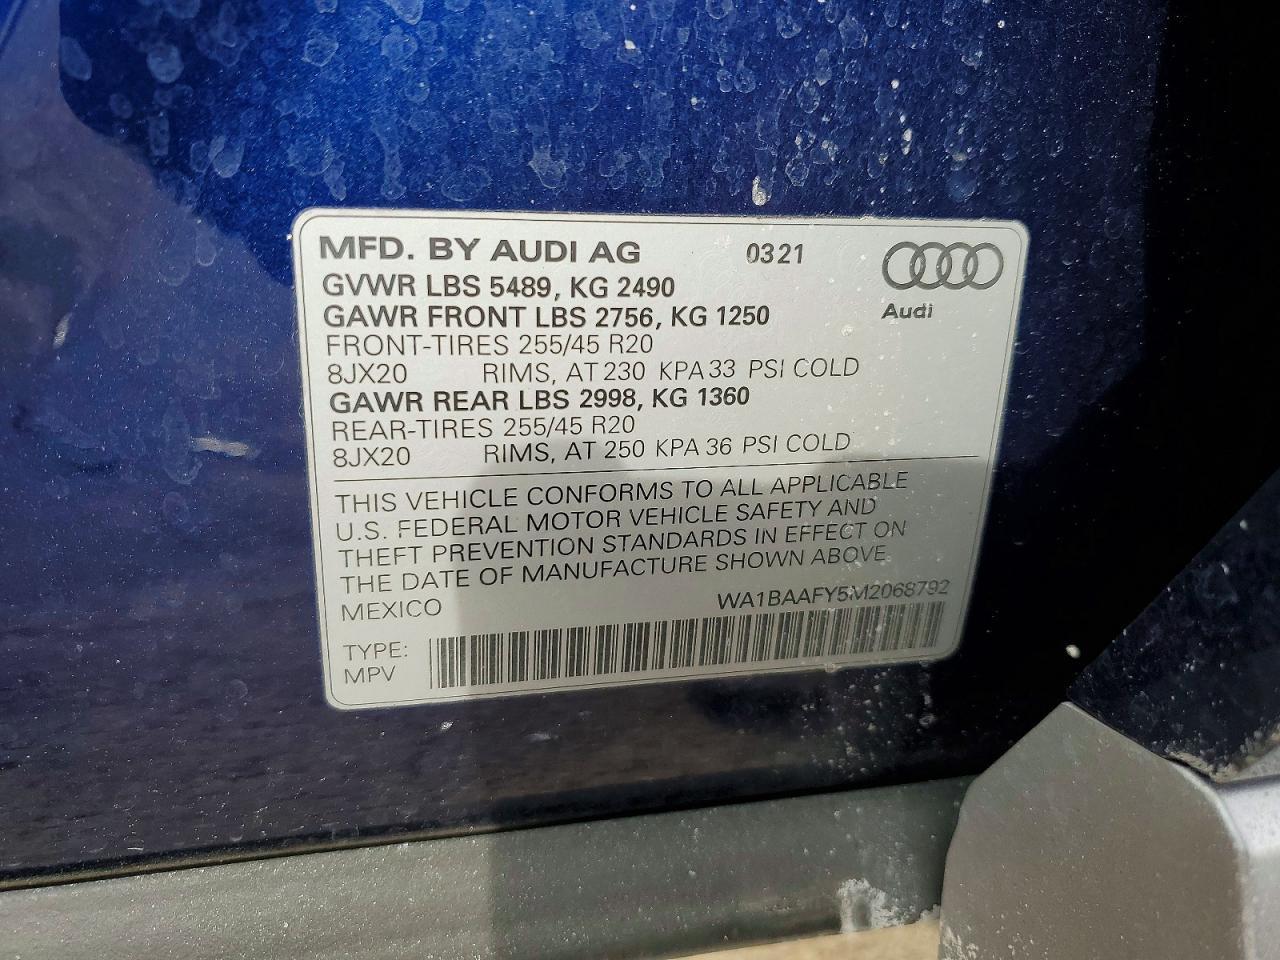 MFD. BY AUDI AG 0321
Audi
GVWR LBS 5489, KG 2490
GAWR FRONT LBS 2756, KG 1250
FRONT-TIRES 255/45 R20
8JX20 RIMS, AT 230 KPA 33 PSI COLD
GAWR REAR LBS 2998, KG 1360
REAR-TIRES 255/45 R20
8JX20 RIMS, AT 250 KPA 36 PSI COLD
THIS VEHICLE CONFORMS TO ALL APPLICABLE
U.S. FEDERAL MOTOR VEHICLE SAFETY AND
THEFT PREVENTION STANDARDS IN EFFECT ON
THE DATE OF MANUFACTURE SHOWN ABOVE.
MEXICO WA1BAAFY5M2068792
TYPE:
MPV